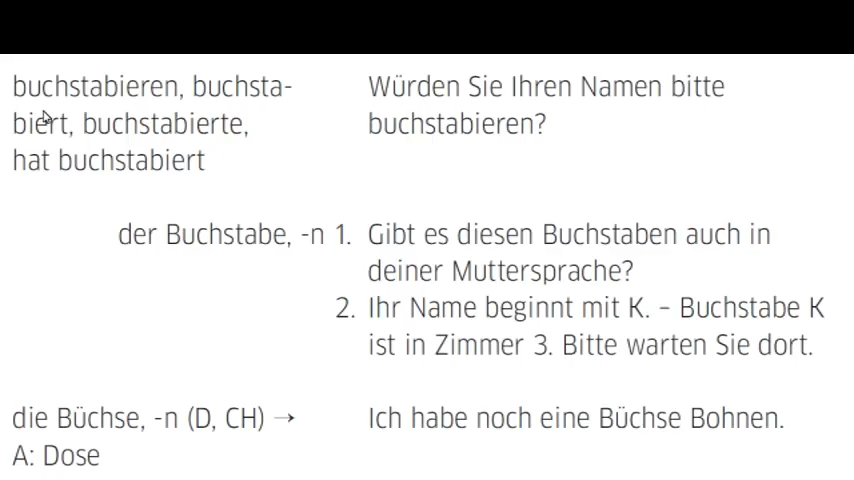 buchstabieren, buchsta-
biert, buchstabierte,
hat buchstabiert
Würden Sie Ihren Namen bitte
buchstabieren?
der Buchstabe, -n
1. Gibt es diesen Buchstaben auch in
deiner Muttersprache?
2. Ihr Name beginnt mit K. – Buchstabe K
ist in Zimmer 3. Bitte warten Sie dort.
die Büchse, -n (D, CH) →
A: Dose
Ich habe noch eine Büchse Bohnen.